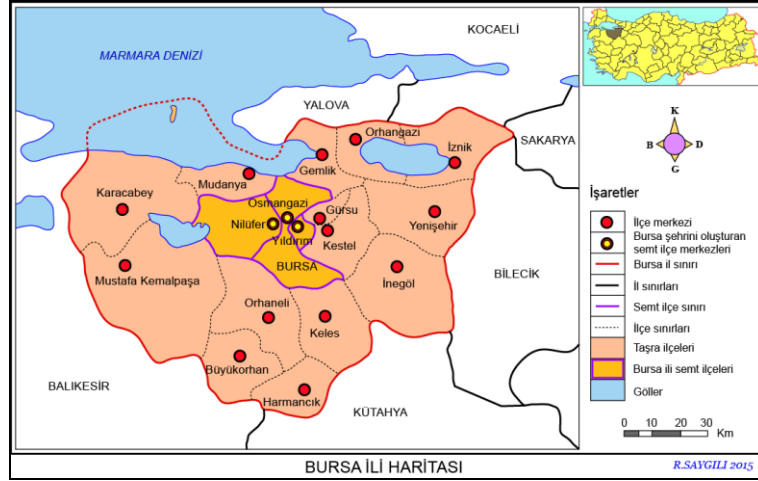 MARMARA DENİZİ
KOCAELİ
YALOVA
SAKARYA
Orhangazi
İznik
Gemlik
Mudanya
Karacabey
Osmangazi
Gürsu
Nilüfer
Yıldırım
Kestel
Yenişehir
BURSA
BİLECİK
Mustafa Kemalpaşa
İnegöl
Orhaneli
Keles
Büyükorhan
Harmancık
BALIKESİR
KÜTAHYA
K
B
D
G
İşaretler
İlçe merkezi
Bursa şehrini oluşturan
semt ilçe merkezleri
Bursa il sınırı
İl sınırları
Semt ilçe sınırı
İlçe sınırları
Taşra ilçeleri
Bursa ili semt ilçeleri
Göller
0 10 20 30
Km
BURSA İLİ HARİTASI
R.SAYGILI 2015